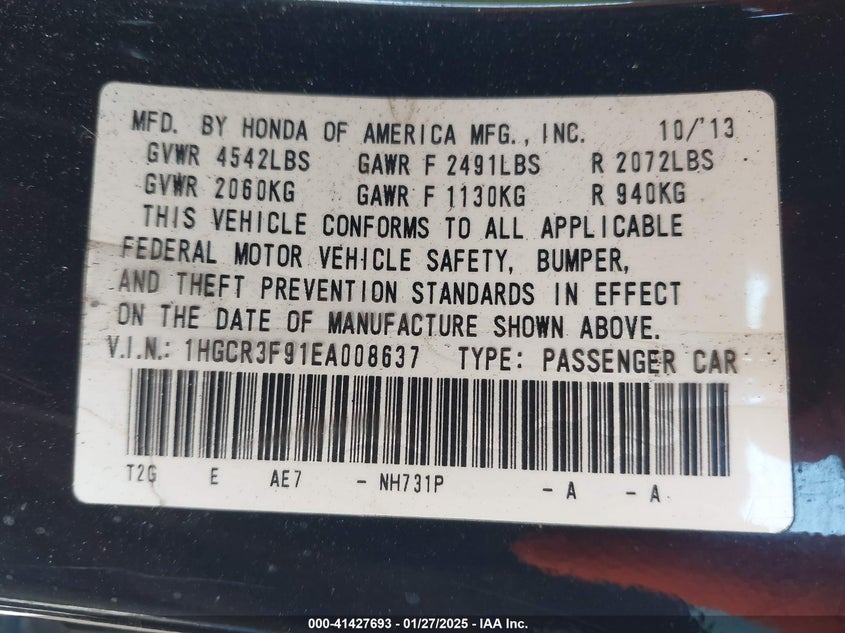 MFD. BY HONDA OF AMERICA MFG., INC. 10/'13
GVWR 4542LBS GAWR F 2491LBS R 2072LBS
GVWR 2060KG GAWR F 1130KG R 940KG
THIS VEHICLE CONFORMS TO ALL APPLICABLE
FEDERAL MOTOR VEHICLE SAFETY, BUMPER,
AND THEFT PREVENTION STANDARDS IN EFFECT
ON THE DATE OF MANUFACTURE SHOWN ABOVE.
V.I.N.: 1HGCR3F91EA008637 TYPE: PASSENGER CAR
T2G E AE7 - NH731P - A - A
000-41427693 - 01/27/2025 - IAA Inc.